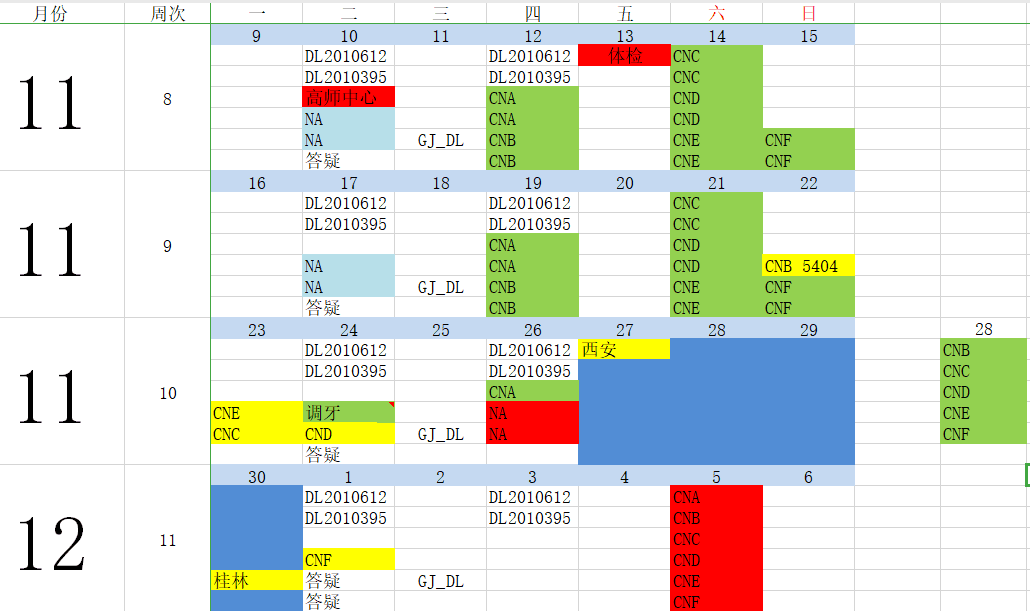 月份 周次 一 二 三 四 五 六 日
9 10 11 12 13 14 15
DL2010612 DL2010612 体检 CNC
DL2010395 DL2010395 CNC
11 8 高师中心 CNA CND
NA CNA CND
NA GJ_DL CNB CNE CNF
答疑 CNB CNE CNF
16 17 18 19 20 21 22
DL2010612 DL2010612 CNC
DL2010395 DL2010395 CNC
11 9 CNA CND
NA CNA CND CNB 5404
NA GJ_DL CNB CNE CNF
答疑 CNB CNE CNF
23 24 25 26 27 28 29 28
DL2010612 DL2010612 西安 CNB
DL2010395 DL2010395 CNC
11 10 CNA CND
CNE 调牙 NA CNE
CNC CND GJ_DL NA CNF
答疑
30 1 2 3 4 5 6
DL2010612 DL2010612 CNA
DL2010395 DL2010395 CNB
12 11 CNC
CNF CND
桂林 答疑 GJ_DL CNE
答疑 CNF